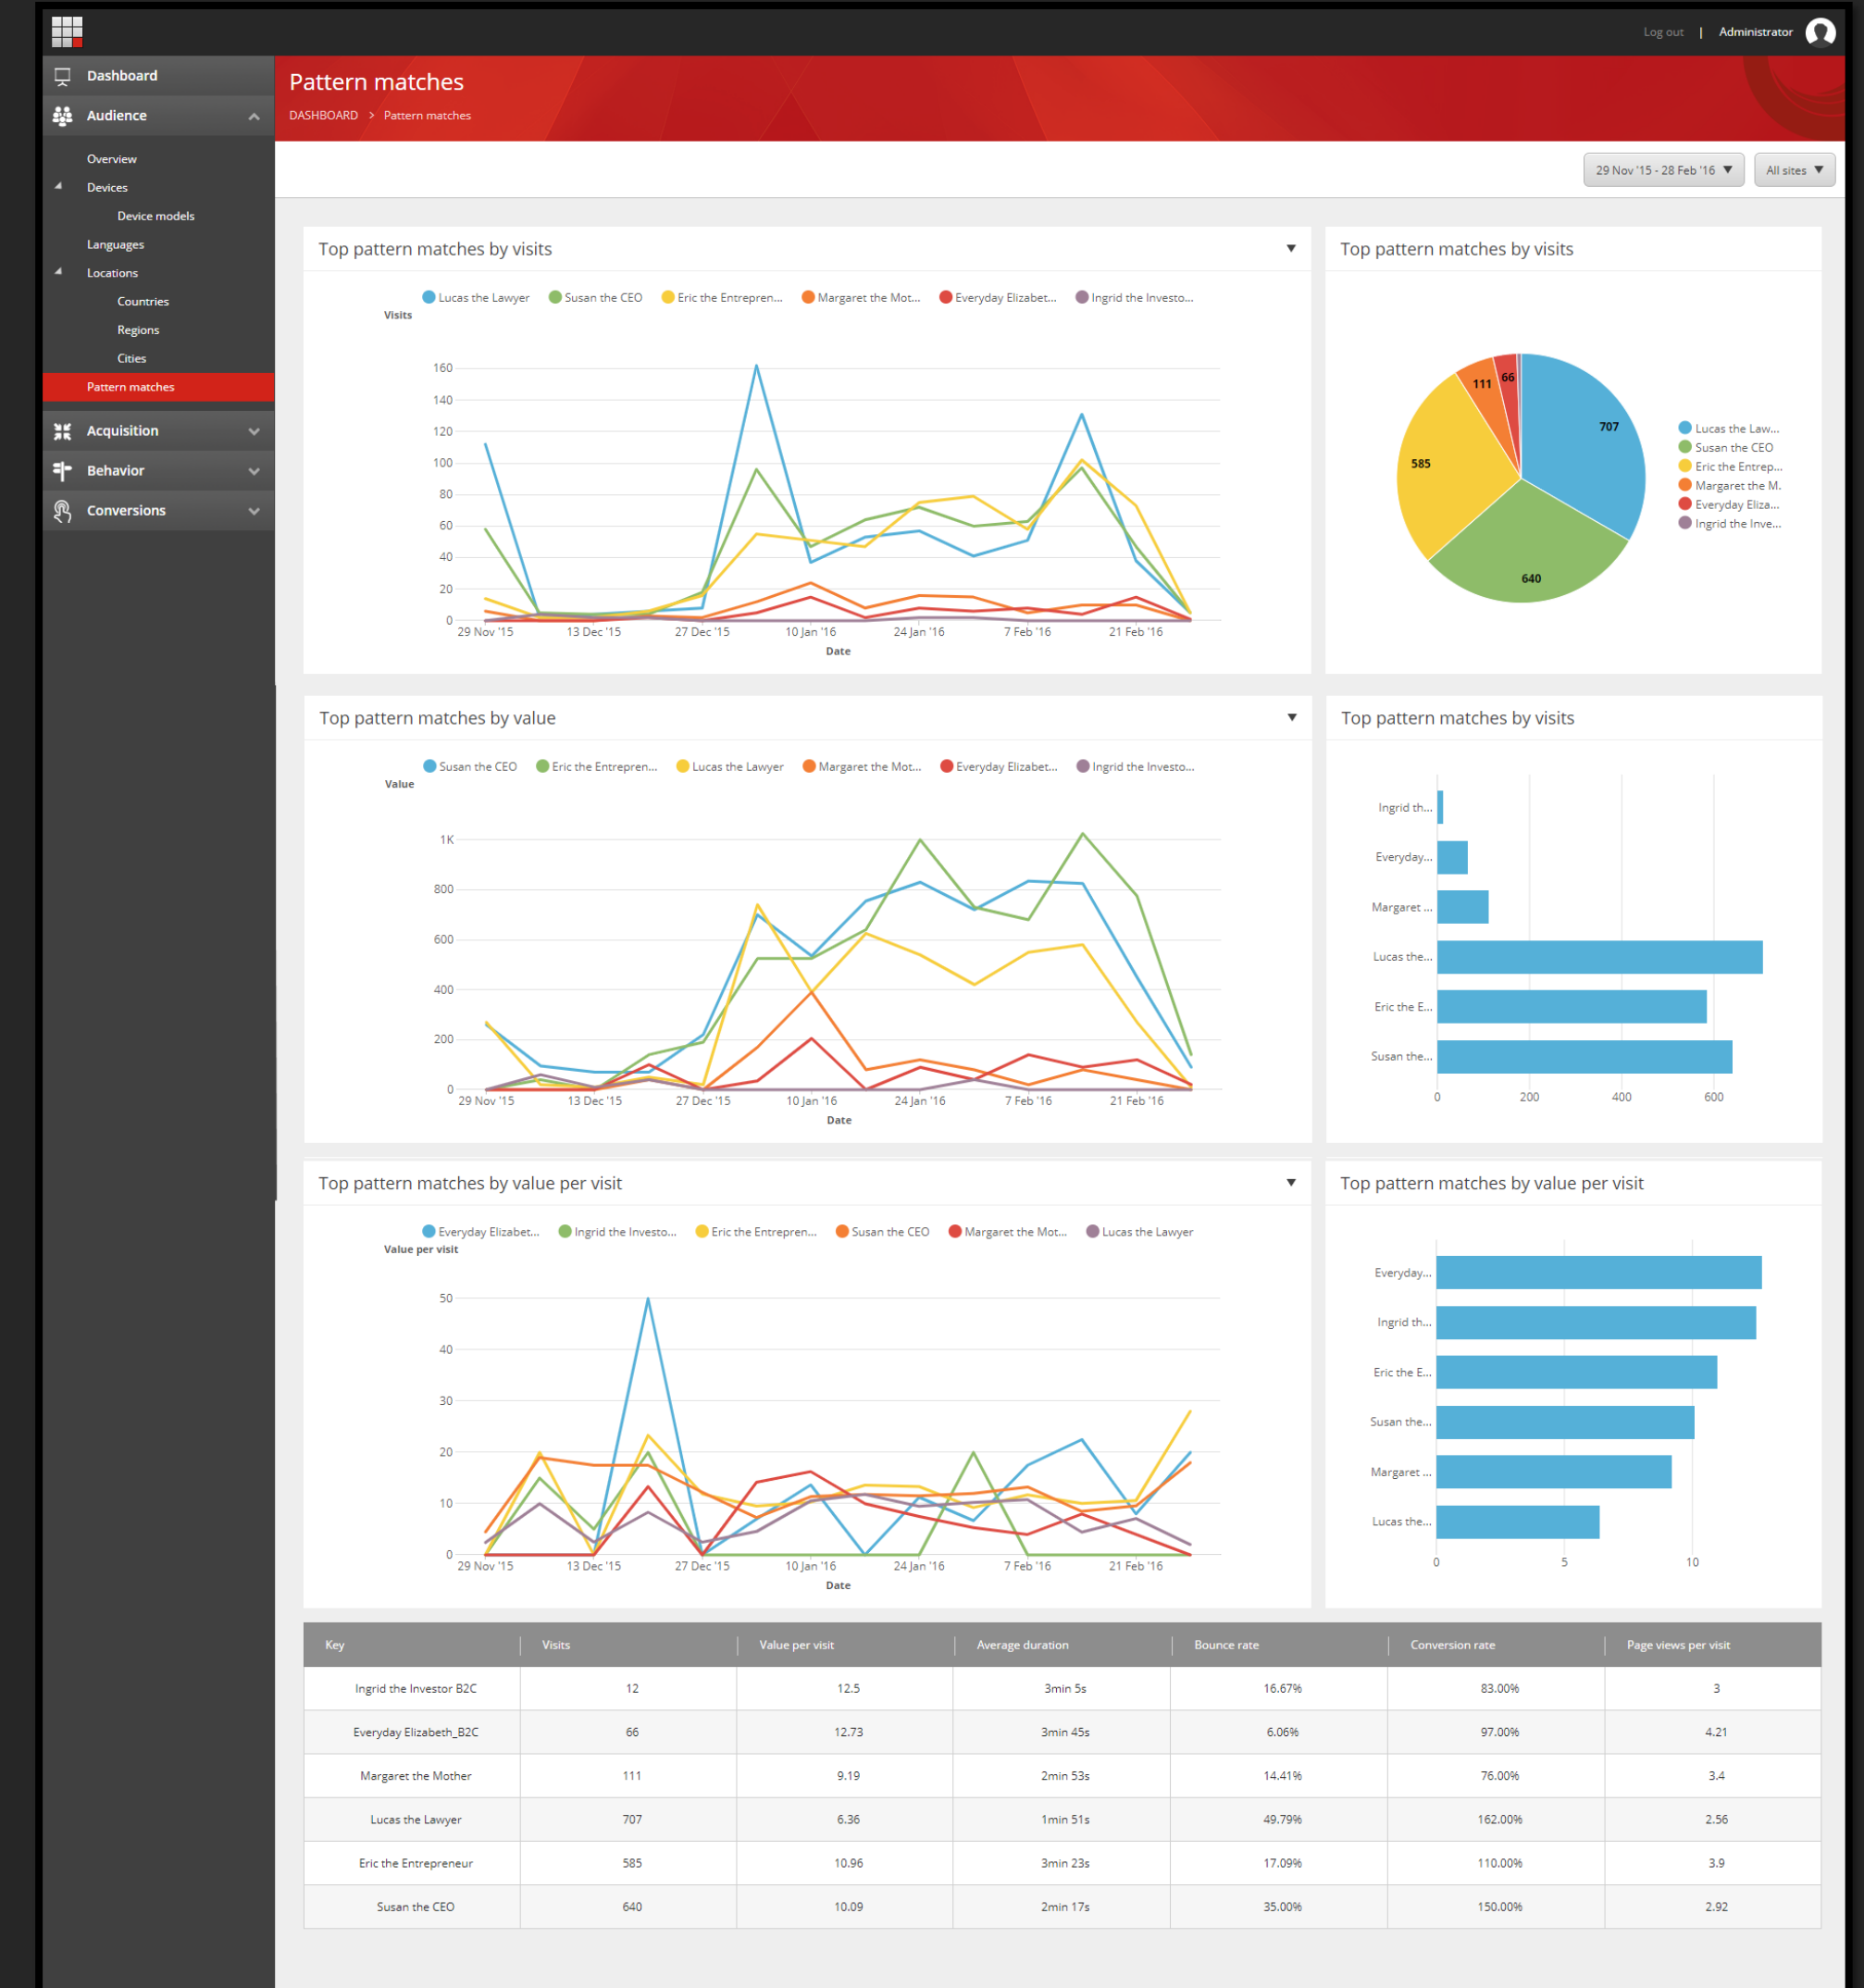 Log out | Administrator
Dashboard
Audience
Overview
Devices
Device models
Languages
Locations
Countries
Regions
Cities
Pattern matches
Acquisition
Behavior
Conversions
Pattern matches
DASHBOARD > Pattern matches
29 Nov '15 - 28 Feb '16
All sites
Top pattern matches by visits
Lucas the Lawyer Susan the CEO Eric the Entrepren... Margaret the Mot... Everyday Elizabet... Ingrid the Investo...
Visits
160
140
120
100
80
60
40
20
0
29 Nov '15 13 Dec '15 27 Dec '15 10 Jan '16 24 Jan '16 7 Feb '16 21 Feb '16
Date
Top pattern matches by visits
111 66
707
585
640
Lucas the Law...
Susan the CEO
Eric the Entrep...
Margaret the M.
Everyday Eliza...
Ingrid the Inve...
Top pattern matches by value
Susan the CEO Eric the Entrepren... Lucas the Lawyer Margaret the Mot... Everyday Elizabet... Ingrid the Investo...
Value
1K
800
600
400
200
0
29 Nov '15 13 Dec '15 27 Dec '15 10 Jan '16 24 Jan '16 7 Feb '16 21 Feb '16
Date
Top pattern matches by visits
Ingrid th...
Everyday...
Margaret ...
Lucas the...
Eric the E...
Susan the...
0 200 400 600
Top pattern matches by value per visit
Everyday Elizabet... Ingrid the Investo... Eric the Entrepren... Susan the CEO Margaret the Mot... Lucas the Lawyer
Value per visit
50
40
30
20
10
0
29 Nov '15 13 Dec '15 27 Dec '15 10 Jan '16 24 Jan '16 7 Feb '16 21 Feb '16
Date
Top pattern matches by value per visit
Everyday...
Ingrid th...
Eric the E...
Susan the...
Margaret ...
Lucas the...
0 5 10
Key Visits Value per visit Average duration Bounce rate Conversion rate Page views per visit
Ingrid the Investor B2C 12 12.5 3min 5s 16.67% 83.00% 3
Everyday Elizabeth_B2C 66 12.73 3min 45s 6.06% 97.00% 4.21
Margaret the Mother 111 9.19 2min 53s 14.41% 76.00% 3.4
Lucas the Lawyer 707 6.36 1min 51s 49.79% 162.00% 2.56
Eric the Entrepreneur 585 10.96 3min 23s 17.09% 110.00% 3.9
Susan the CEO 640 10.09 2min 17s 35.00% 150.00% 2.92